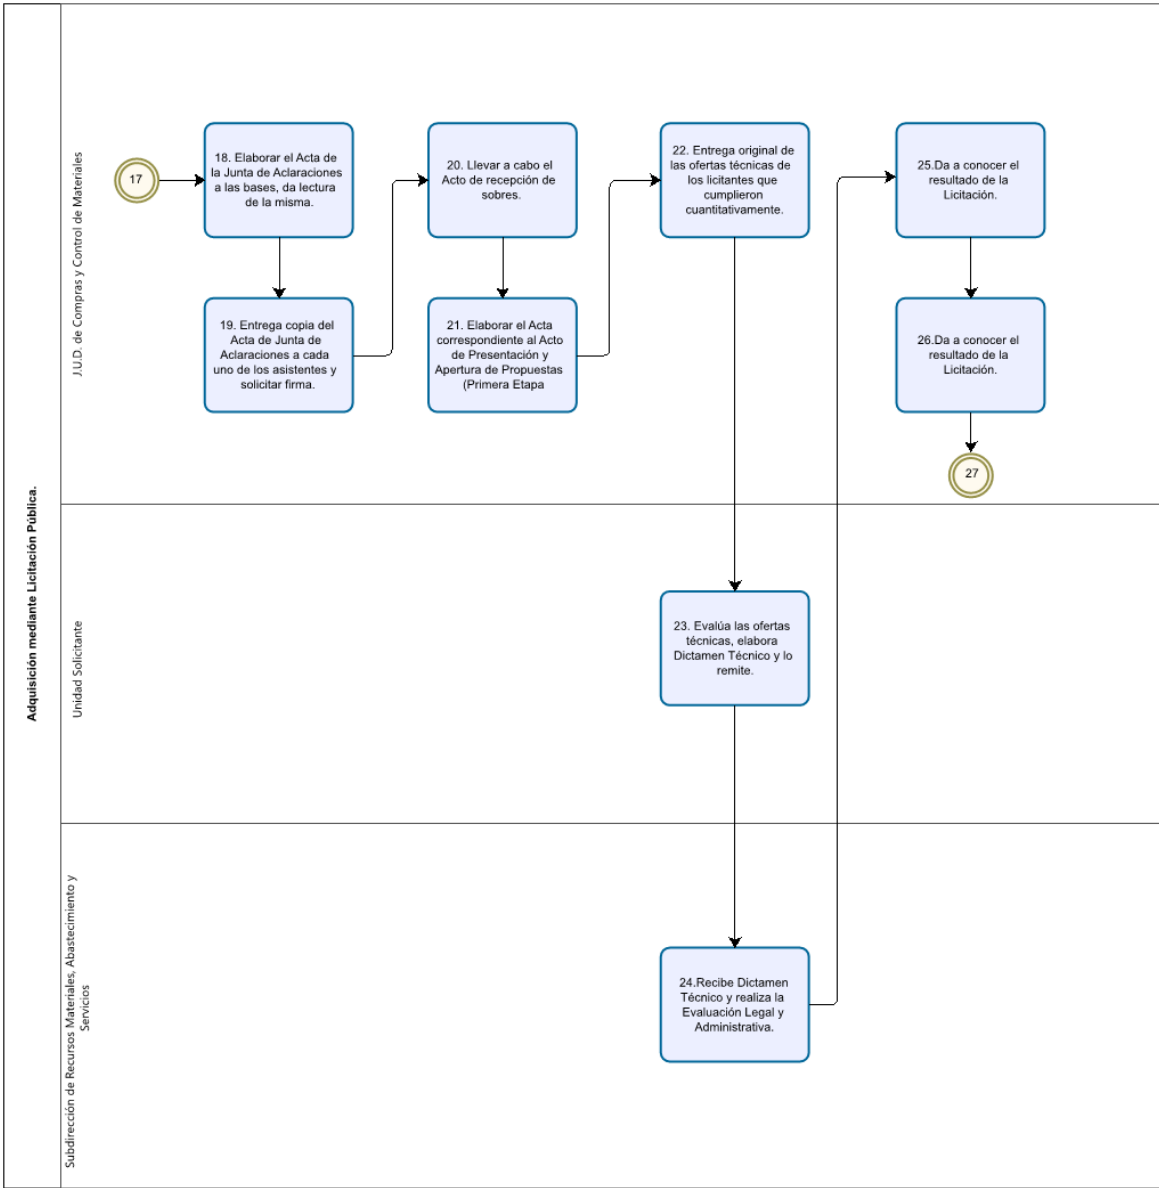 Adquisición mediante Licitación Pública.
J.U.D. de Compras y Control de Materiales
17
18. Elaborar el Acta de
la Junta de Aclaraciones
a las bases, da lectura
de la misma.
19. Entrega copia del
Acta de Junta de
Aclaraciones a cada
uno de los asistentes y
solicitar firma.
20. Llevar a cabo el
Acto de recepción de
sobres.
21. Elaborar el Acta
correspondiente al Acto
de Presentación y
Apertura de Propuestas
(Primera Etapa
22. Entrega original de
las ofertas técnicas de
los licitantes que
cumplieron
cuantitativamente.
25.Da a conocer el
resultado de la
Licitación.
26.Da a conocer el
resultado de la
Licitación.
27
Unidad Solicitante
23. Evalúa las ofertas
técnicas, elabora
Dictamen Técnico y lo
remite.
Subdirección de Recursos Materiales, Abastecimiento y
Servicios
24.Recibe Dictamen
Técnico y realiza la
Evaluación Legal y
Administrativa.